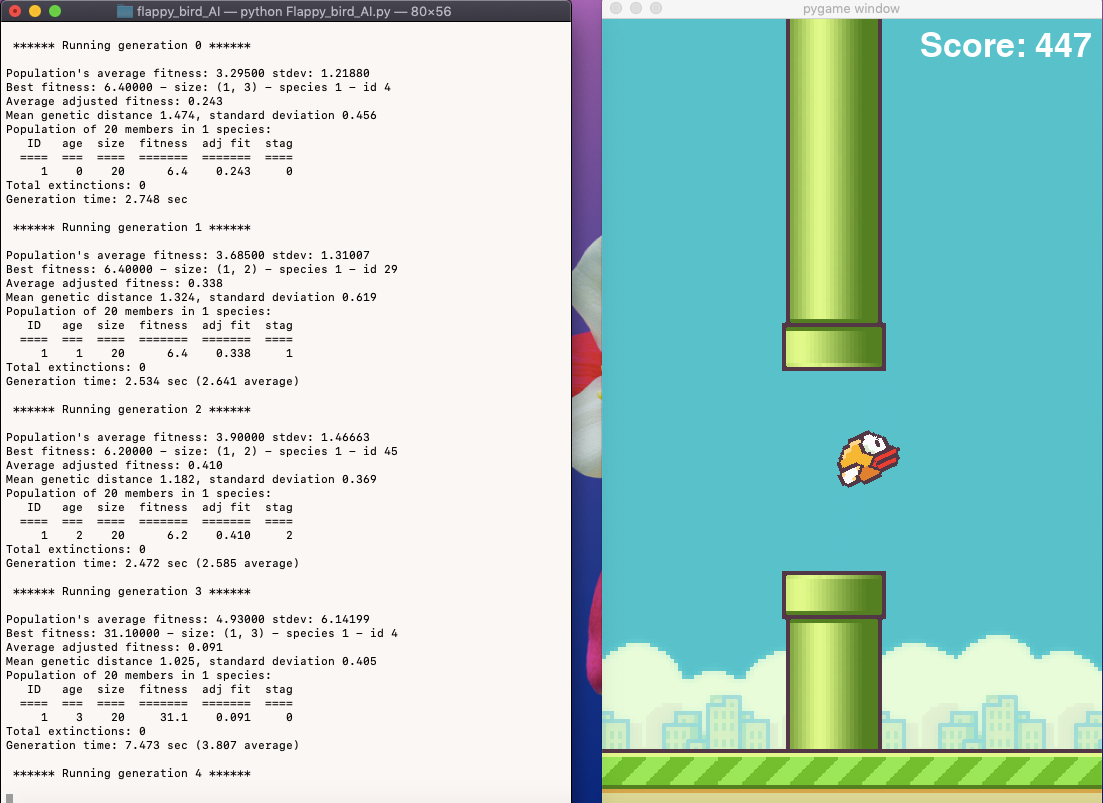 flappy_bird_AI — python Flappy_bird_AI.py — 80×56
****** Running generation 0 ******
Population's average fitness: 3.29500 stdev: 1.21880
Best fitness: 6.40000 - size: (1, 3) - species 1 - id 4
Average adjusted fitness: 0.243
Mean genetic distance 1.474, standard deviation 0.456
Population of 20 members in 1 species:
ID age size fitness adj fit stag
==== === ==== ======= ======= ====
1 0 20 6.4 0.243 0
Total extinctions: 0
Generation time: 2.748 sec
****** Running generation 1 ******
Population's average fitness: 3.68500 stdev: 1.31007
Best fitness: 6.40000 - size: (1, 2) - species 1 - id 29
Average adjusted fitness: 0.338
Mean genetic distance 1.324, standard deviation 0.619
Population of 20 members in 1 species:
ID age size fitness adj fit stag
==== === ==== ======= ======= ====
1 1 20 6.4 0.338 1
Total extinctions: 0
Generation time: 2.534 sec (2.641 average)
****** Running generation 2 ******
Population's average fitness: 3.90000 stdev: 1.46663
Best fitness: 6.20000 - size: (1, 2) - species 1 - id 45
Average adjusted fitness: 0.410
Mean genetic distance 1.182, standard deviation 0.369
Population of 20 members in 1 species:
ID age size fitness adj fit stag
==== === ==== ======= ======= ====
1 2 20 6.2 0.410 2
Total extinctions: 0
Generation time: 2.472 sec (2.585 average)
****** Running generation 3 ******
Population's average fitness: 4.93000 stdev: 6.14199
Best fitness: 31.10000 - size: (1, 3) - species 1 - id 4
Average adjusted fitness: 0.091
Mean genetic distance 1.025, standard deviation 0.405
Population of 20 members in 1 species:
ID age size fitness adj fit stag
==== === ==== ======= ======= ====
1 3 20 31.1 0.091 0
Total extinctions: 0
Generation time: 7.473 sec (3.807 average)
****** Running generation 4 ******
pygame window
Score: 447